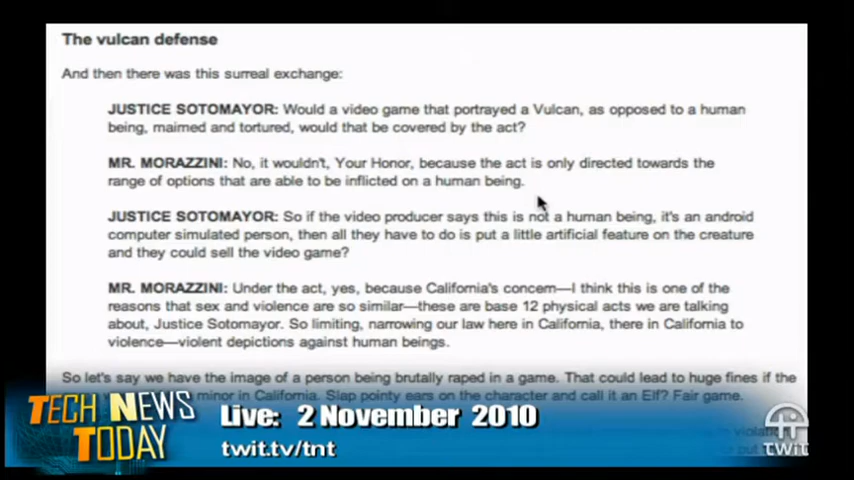 The vulcan defense
And then there was this surreal exchange:
JUSTICE SOTOMAYOR: Would a video game that portrayed a Vulcan, as opposed to a human
being, maimed and tortured, would that be covered by the act?
MR. MORAZZINI: No, it wouldn't, Your Honor, because the act is only directed towards the
range of options that are able to be inflicted on a human being.
JUSTICE SOTOMAYOR: So if the video producer says this is not a human being, it's an android
computer simulated person, then all they have to do is put a little artificial feature on the creature
and they could sell the video game?
MR. MORAZZINI: Under the act, yes, because California's concern—I think this is one of the
reasons that sex and violence are so similar—these are base 12 physical acts we are talking
about, Justice Sotomayor. So limiting, narrowing our law here in California, there in California to
violence—violent depictions against human beings.
So let's say we have the image of a person being brutally raped in a game. That could lead to huge fines if the
minor in California. Slap pointy ears on the character and call it an Elf? Fair game.
TECH NEWS
TODAY
Live: 2 November 2010
twit.tv/tnt
TWiT